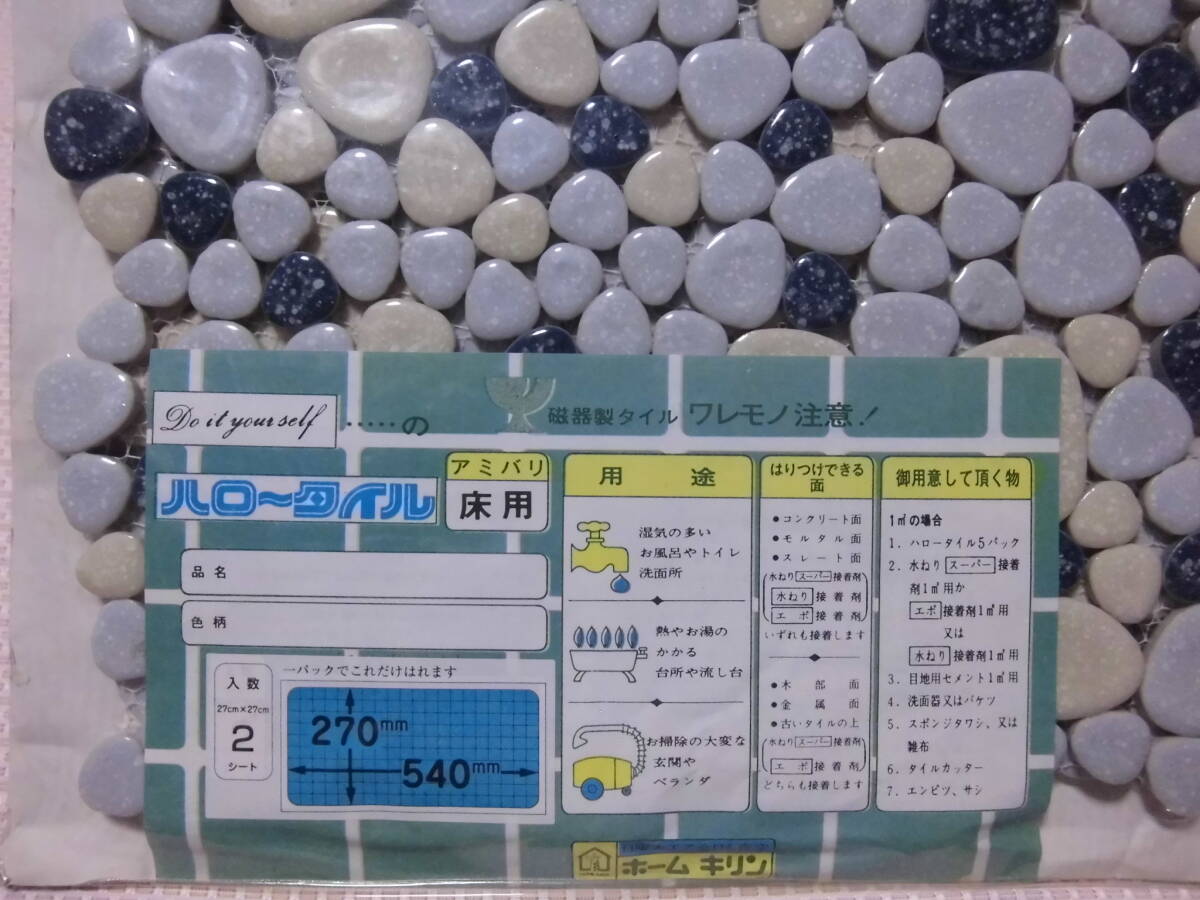 Do it yourself ……の
磁器製タイル ワレモノ注意!
ハロータイル
アミバリ
床用
品名
色柄
入数
27cm×27cm
2
シート
一パックでこれだけはれます
270mm
540mm
用途
湿気の多い
お風呂やトイレ
洗面所
熱やお湯の
かかる
台所や流し台
お掃除の大変な
玄関や
ベランダ
はりつけできる
面
●コンクリート面
●モルタル面
●スレート面
(水ねり スーパー 接着剤
水ねり 接着剤
エポ 接着剤)
いずれも接着します
●木部面
●金属面
●古いタイルの上
(水ねり スーパー 接着剤
エポ 接着剤)
どちらも接着します
御用意して頂く物
1㎡の場合
1. ハロータイル5パック
2. 水ねり スーパー 接着
剤1㎡用か
エポ 接着剤1㎡用
又は
水ねり 接着剤1㎡用
3. 目地用セメント1㎡用
4. 洗面器又はバケツ
5. スポンジタワシ、又は
雑布
6. タイルカッター
7. エンピツ、サシ
ホームキリン